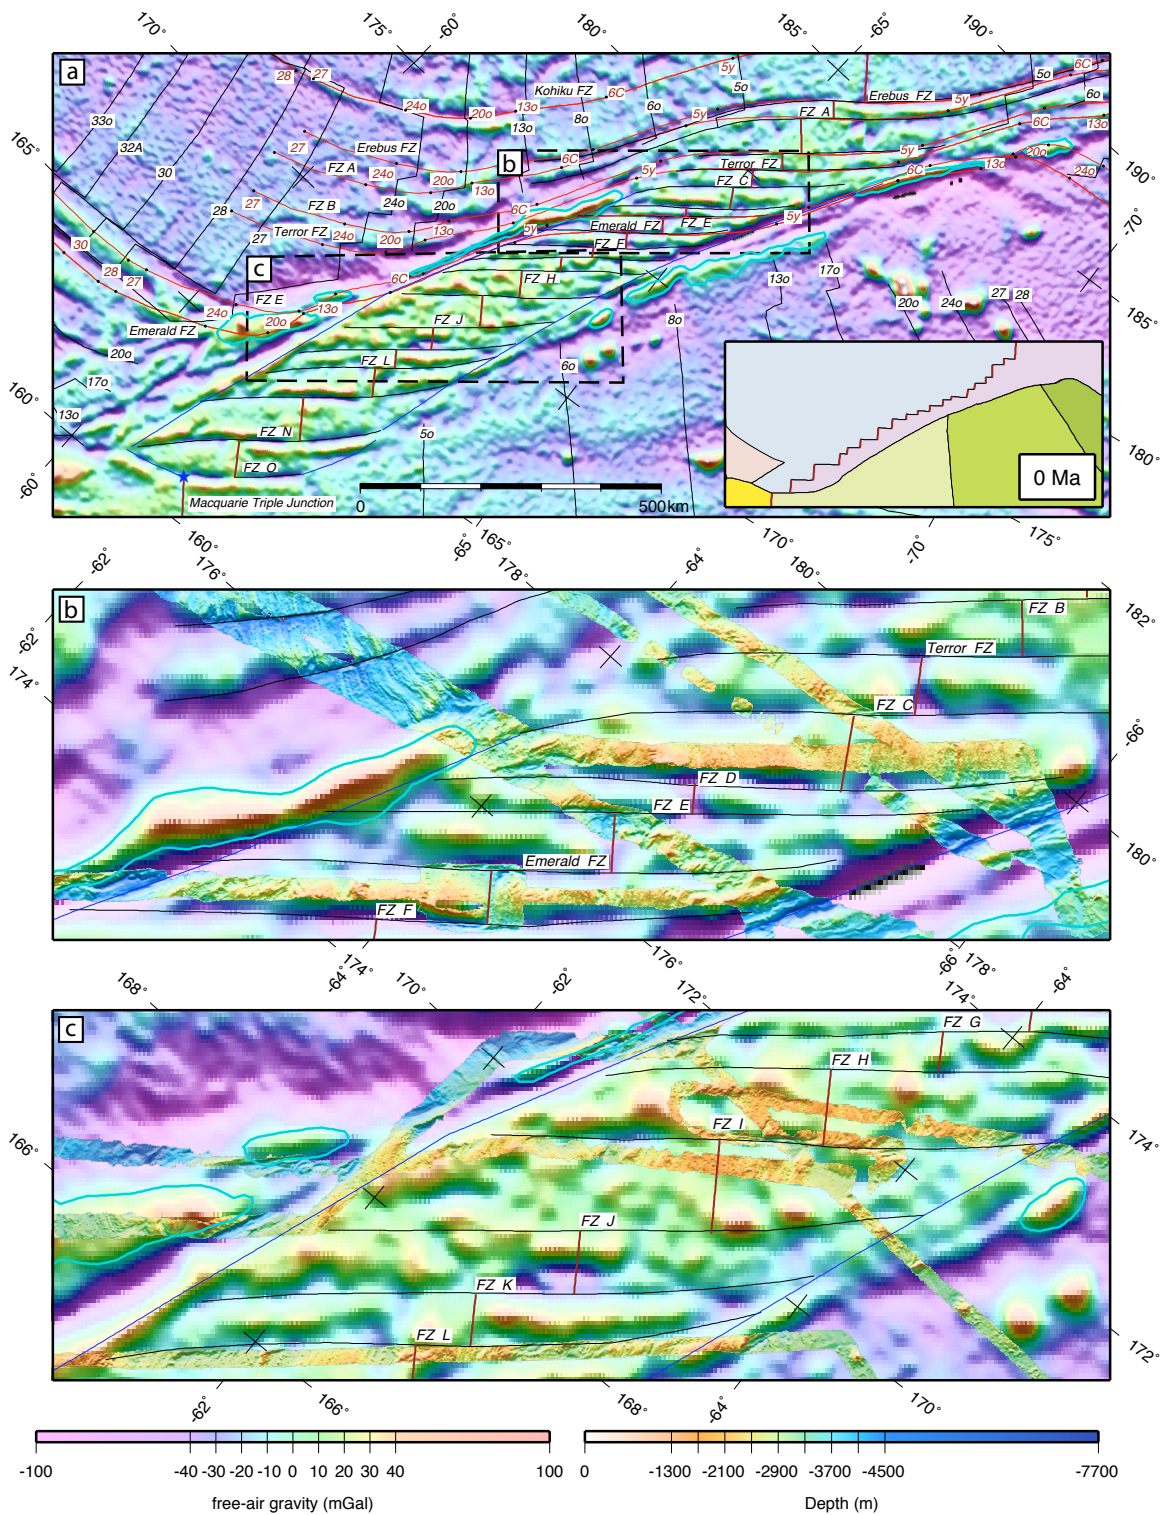 170° 175° -60° 180° 185° -65 190°
a
28 27
5y
6C
5o
33o
24o
20o
13o
Kohiku FZ
6C
5o
Erebus FZ
5y
6o
32A
13o
8o
6o
5y
FZ A
6C
13o
165°
27
Erebus FZ
b
6C
5y
Terror FZ
5y
20o
30
FZ A
24o
20o
13o
FZ C
6C
13o
24o
190°
28
27
FZ B
24o
20o
6C
5y
Emerald FZ
FZ E
5y
-70°
27
Terror FZ
24o
20o
13o
FZ F
30
28
27
c
6C
FZ H
13o
17o
FZ E
13o
20o
24o
27
28
24o
20o
Emerald FZ
FZ J
8o
185°
20o
FZ L
6o
17o
160°
13o
FZ N
5o
180°
FZ O
-60°
0 Ma
Macquarie Triple Junction
0
500km
160° -65° 165° 170° -70° 175°
-62° 176° 178° -64° 180°
b
FZ B
182°
-62°
Terror FZ
174°
FZ C
-66°
FZ D
FZ E
Emerald FZ
180°
FZ F
-64° 174° 176° -66° 178°
168° 170° -62° 172° 174° -64°
c
FZ G
FZ H
FZ I
174°
166°
FZ J
FZ K
FZ L
172°
-62° 166° 168° -64° 170°
-100 -40 -30 -20 -10 0 10 20 30 40 100
free-air gravity (mGal)
0 -1300 -2100 -2900 -3700 -4500 -7700
Depth (m)